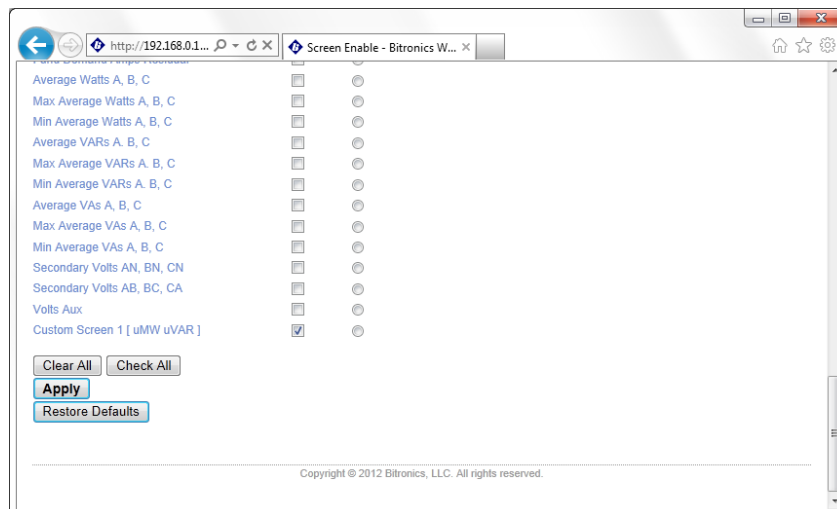 http://192.168.0.1...
Screen Enable - Bitronics W...
Average Watts A, B, C
Max Average Watts A, B, C
Min Average Watts A, B, C
Average VARs A. B, C
Max Average VARs A. B, C
Min Average VARs A. B, C
Average VAs A, B, C
Max Average VAs A, B, C
Min Average VAs A, B, C
Secondary Volts AN, BN, CN
Secondary Volts AB, BC, CA
Volts Aux
Custom Screen 1 [ uMW uVAR ]
Clear All Check All
Apply
Restore Defaults
Copyright © 2012 Bitronics, LLC. All rights reserved.